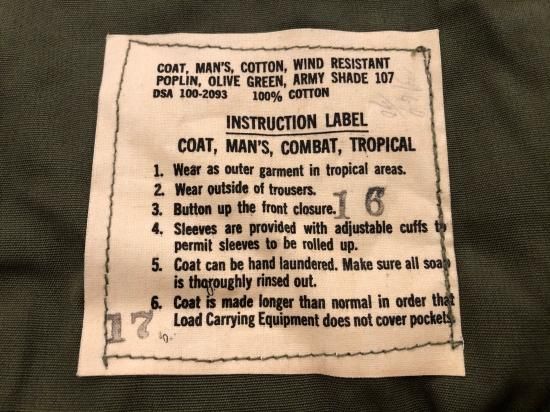 COAT, MAN'S, COTTON, WIND RESISTANT
POPLIN, OLIVE GREEN, ARMY SHADE 107
DSA 100-2093 100% COTTON
INSTRUCTION LABEL
COAT, MAN'S, COMBAT, TROPICAL
1. Wear as outer garment in tropical areas.
2. Wear outside of trousers.
3. Button up the front closure. 16
4. Sleeves are provided with adjustable cuffs to
permit sleeves to be rolled up.
5. Coat can be hand laundered. Make sure all soap
is thoroughly rinsed out.
6. Coat is made longer than normal in order that
Load Carrying Equipment does not cover pockets.
17